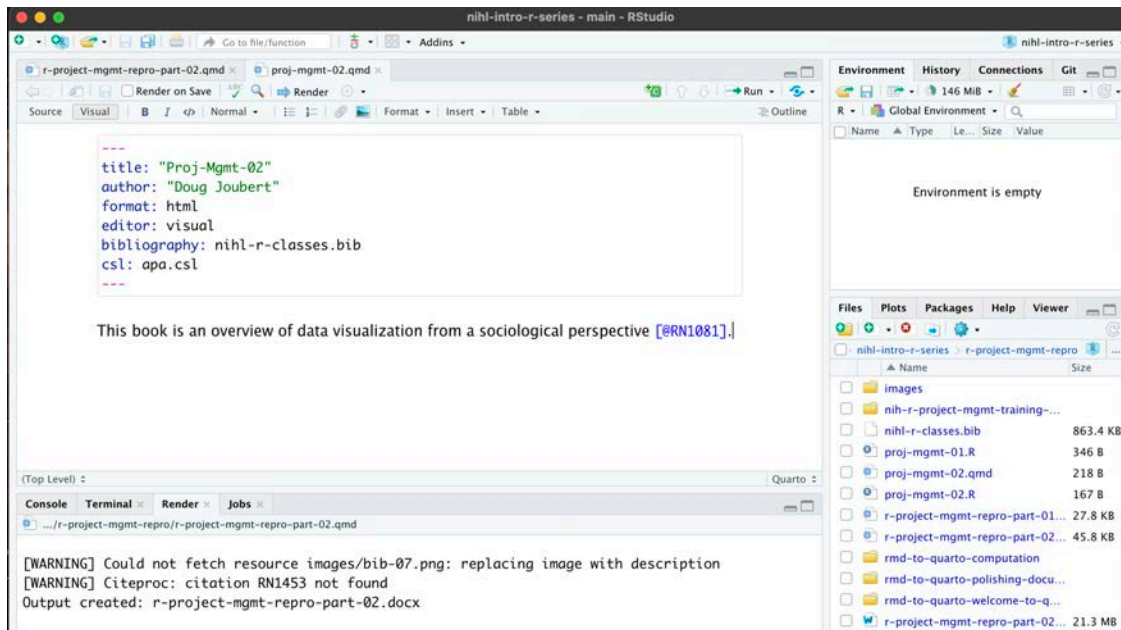 nihl-intro-r-series - main - RStudio
Go to file/function
Addins
nihl-intro-r-series
r-project-mgmt-repro-part-02.qmd
proj-mgmt-02.qmd
Render on Save
ABC
Render
Run
Source
Visual
B
I
</>
Normal
Format
Insert
Table
Outline
---
title: "Proj-Mgmt-02"
author: "Doug Joubert"
format: html
editor: visual
bibliography: nihl-r-classes.bib
csl: apa.csl
---
This book is an overview of data visualization from a sociological perspective [@RN1081].
(Top Level)
Quarto
Console
Terminal
Render
Jobs
.../r-project-mgmt-repro/r-project-mgmt-repro-part-02.qmd
[WARNING] Could not fetch resource images/bib-07.png: replacing image with description
[WARNING] Citeproc: citation RN1453 not found
Output created: r-project-mgmt-repro-part-02.docx
Environment
History
Connections
Git
146 MiB
R
Global Environment
Name
Type
Le...
Size
Value
Environment is empty
Files
Plots
Packages
Help
Viewer
nihl-intro-r-series
r-project-mgmt-repro
...
Name
Size
images
nih-r-project-mgmt-training-...
nihl-r-classes.bib 863.4 KB
proj-mgmt-01.R 346 B
proj-mgmt-02.qmd 218 B
proj-mgmt-02.R 167 B
r-project-mgmt-repro-part-01... 27.8 KB
r-project-mgmt-repro-part-02... 45.8 KB
rmd-to-quarto-computation
rmd-to-quarto-polishing-docu...
rmd-to-quarto-welcome-to-q...
r-project-mgmt-repro-part-02... 21.3 MB